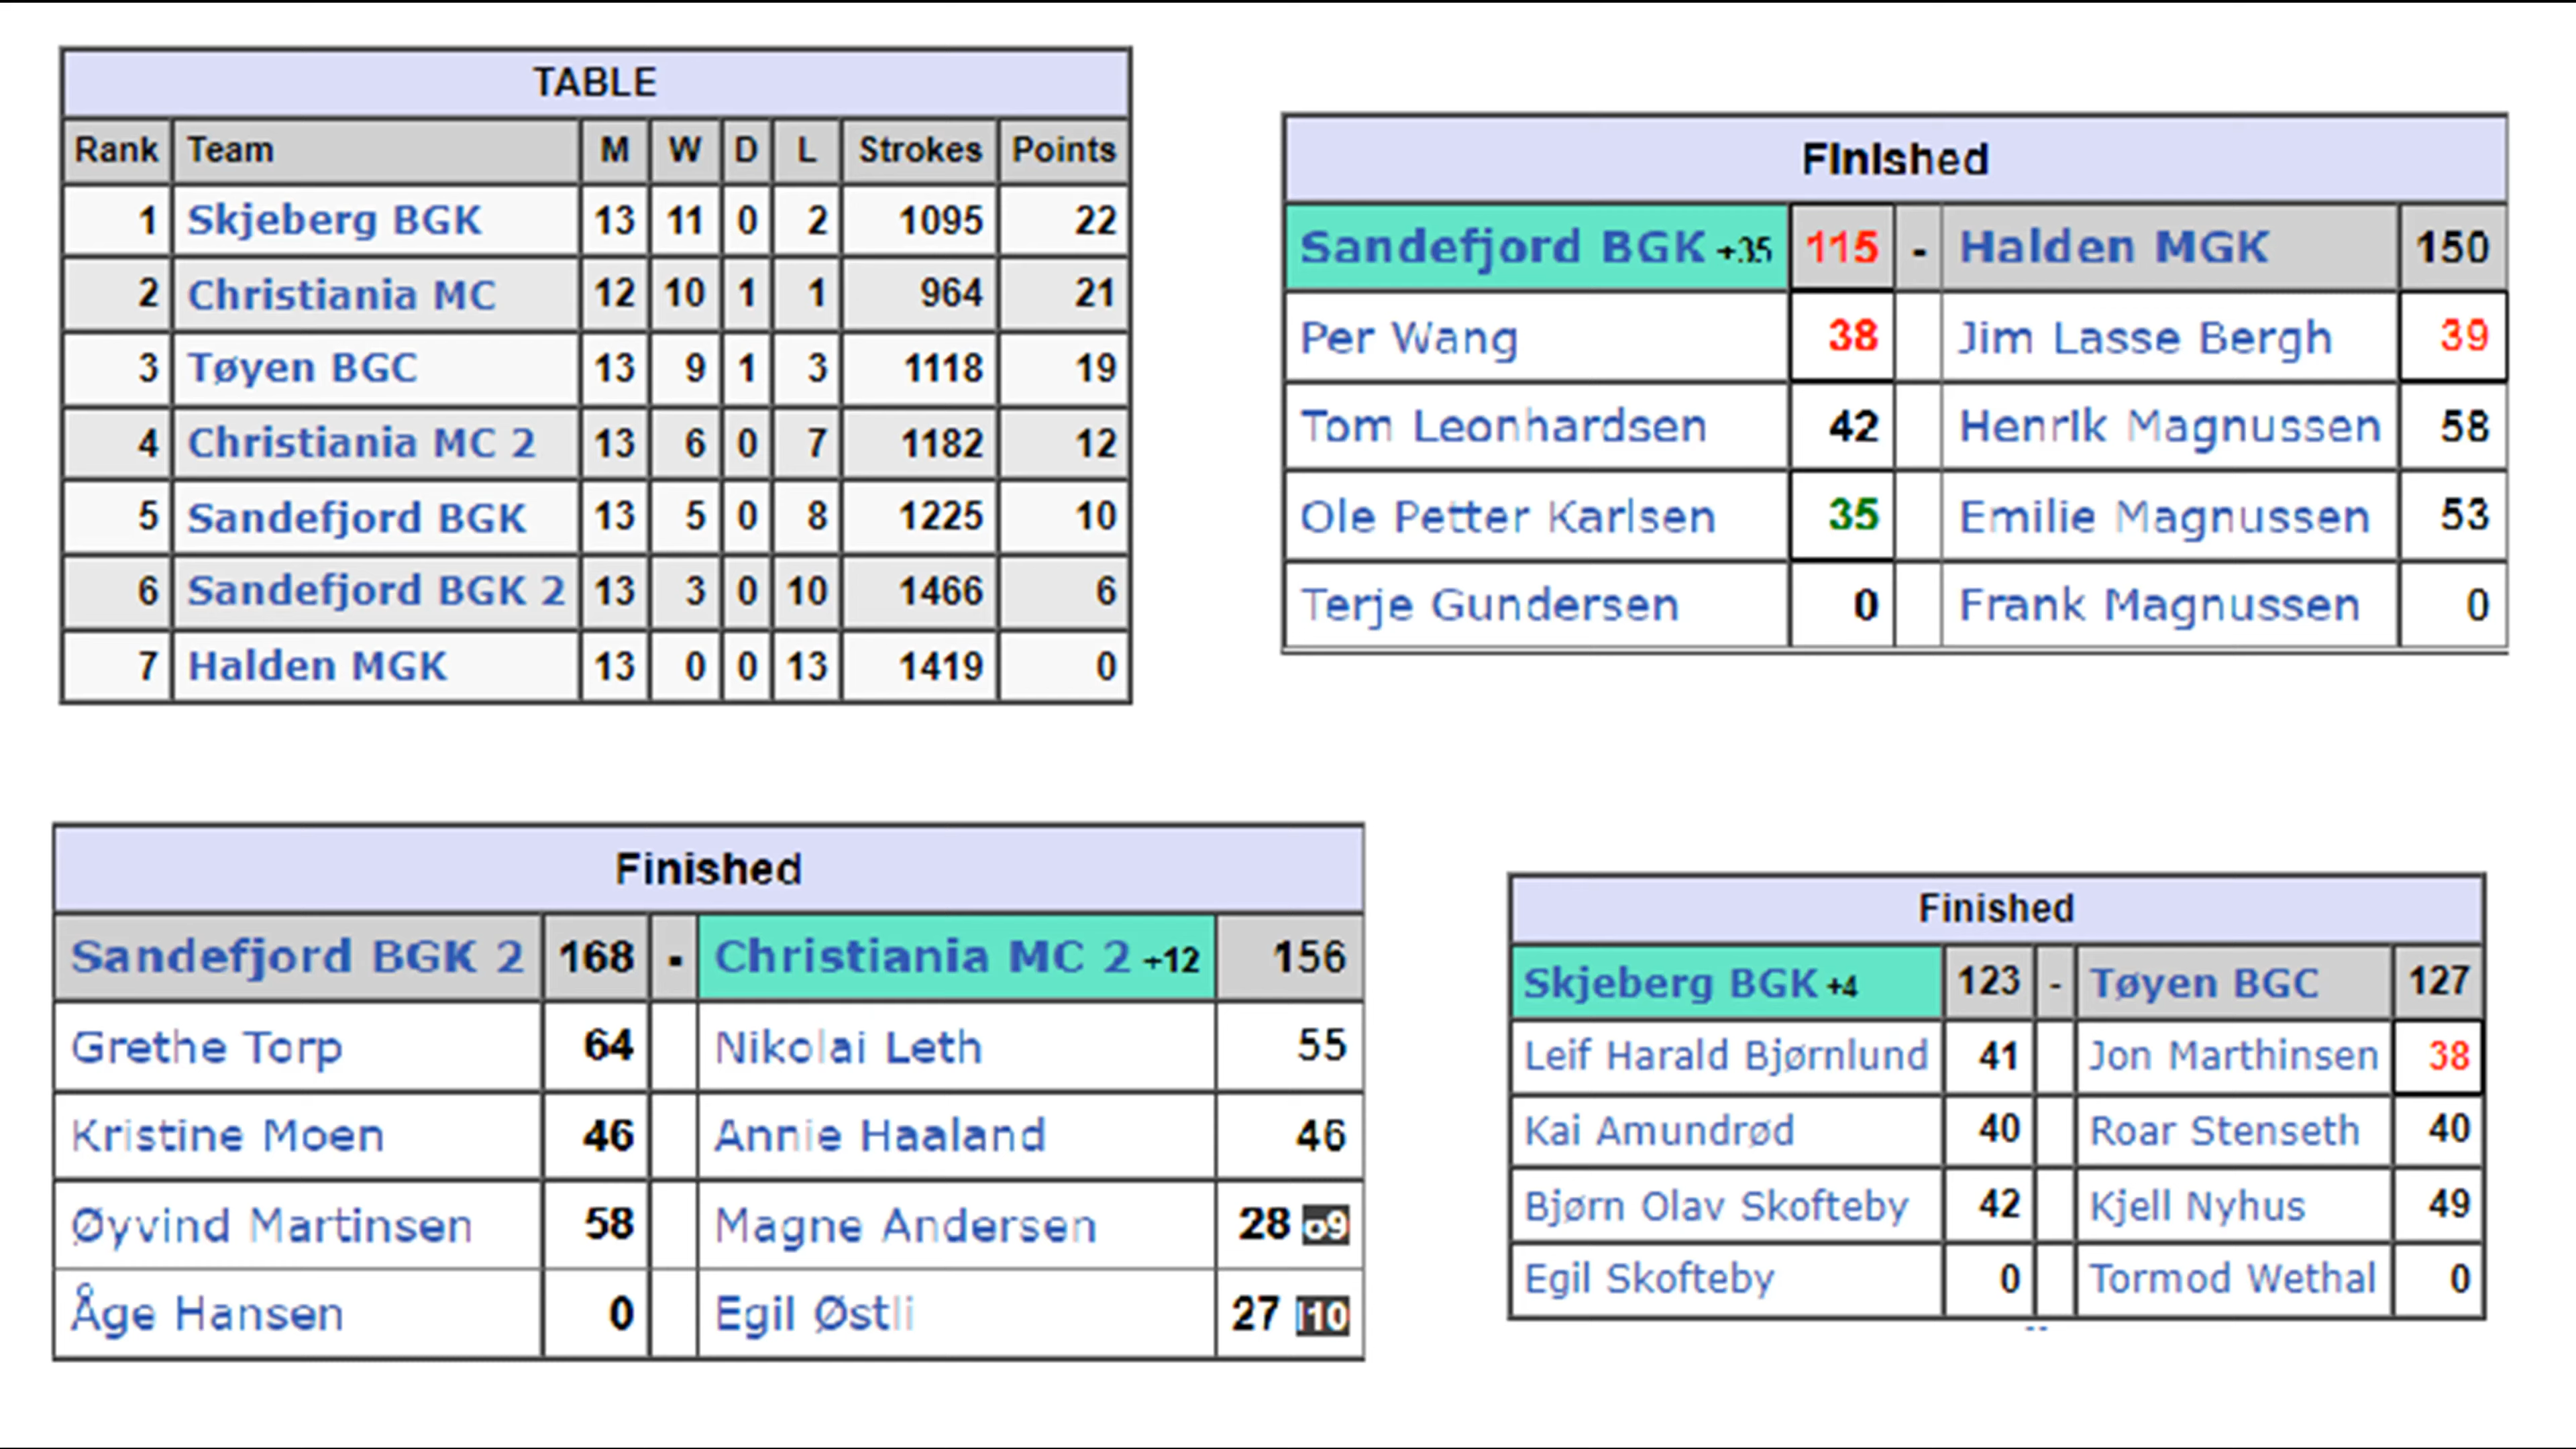 TABLE
Rank Team M W D L Strokes Points
1 Skjeberg BGK 13 11 0 2 1095 22
2 Christiania MC 12 10 1 1 964 21
3 Tøyen BGC 13 9 1 3 1118 19
4 Christiania MC 2 13 6 0 7 1182 12
5 Sandefjord BGK 13 5 0 8 1225 10
6 Sandefjord BGK 2 13 3 0 10 1466 6
7 Halden MGK 13 0 0 13 1419 0
Finished
Sandefjord BGK +35 115 - Halden MGK 150
Per Wang 38 Jim Lasse Bergh 39
Tom Leonhardsen 42 Henrik Magnussen 58
Ole Petter Karlsen 35 Emilie Magnussen 53
Terje Gundersen 0 Frank Magnussen 0
Finished
Sandefjord BGK 2 168 - Christiania MC 2 +12 156
Grethe Torp 64 Nikolai Leth 55
Kristine Moen 46 Annie Haaland 46
Øyvind Martinsen 58 Magne Andersen 28 o9
Åge Hansen 0 Egil Østli 27 I10
Finished
Skjeberg BGK +4 123 - Tøyen BGC 127
Leif Harald Bjørnlund 41 Jon Marthinsen 38
Kai Amundrød 40 Roar Stenseth 40
Bjørn Olav Skofteby 42 Kjell Nyhus 49
Egil Skofteby 0 Tormod Wethal 0